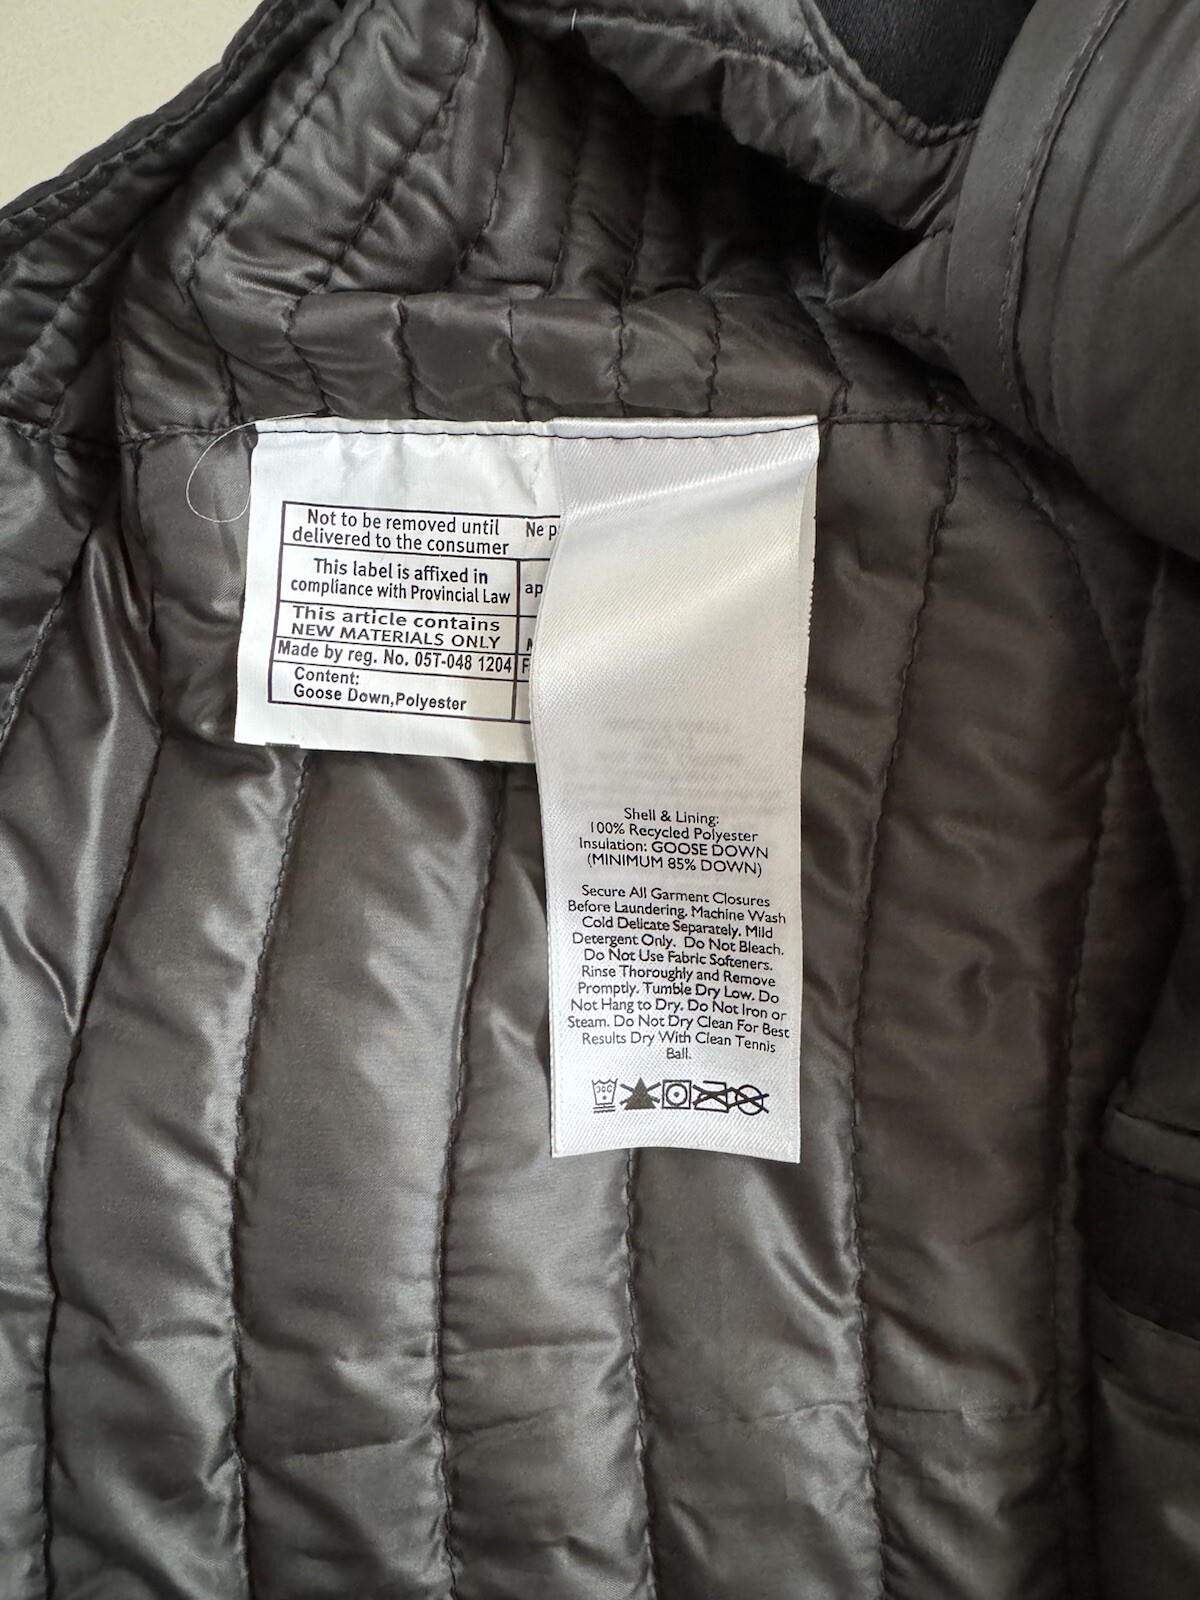 Not to be removed until
delivered to the consumer
Ne p
This label is affixed in
compliance with Provincial Law
ap
This article contains
NEW MATERIALS ONLY
Made by reg. No. 05T-048 1204
F
Content:
Goose Down,Polyester
Shell & Lining:
100% Recycled Polyester
Insulation: GOOSE DOWN
(MINIMUM 85% DOWN)
Secure All Garment Closures
Before Laundering. Machine Wash
Cold Delicate Separately. Mild
Detergent Only. Do Not Bleach.
Do Not Use Fabric Softeners.
Rinse Thoroughly and Remove
Promptly. Tumble Dry Low. Do
Not Hang to Dry. Do Not Iron or
Steam. Do Not Dry Clean For Best
Results Dry With Clean Tennis
Ball.